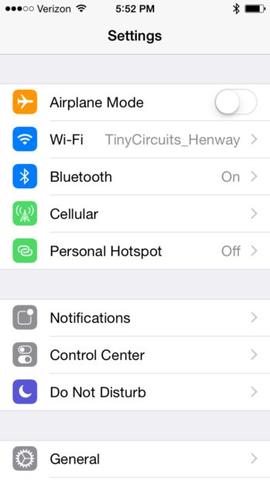 Verizon 5:52 PM
Settings
Airplane Mode
Wi-Fi TinyCircuits_Henway
Bluetooth On
Cellular
Personal Hotspot Off
Notifications
Control Center
Do Not Disturb
General